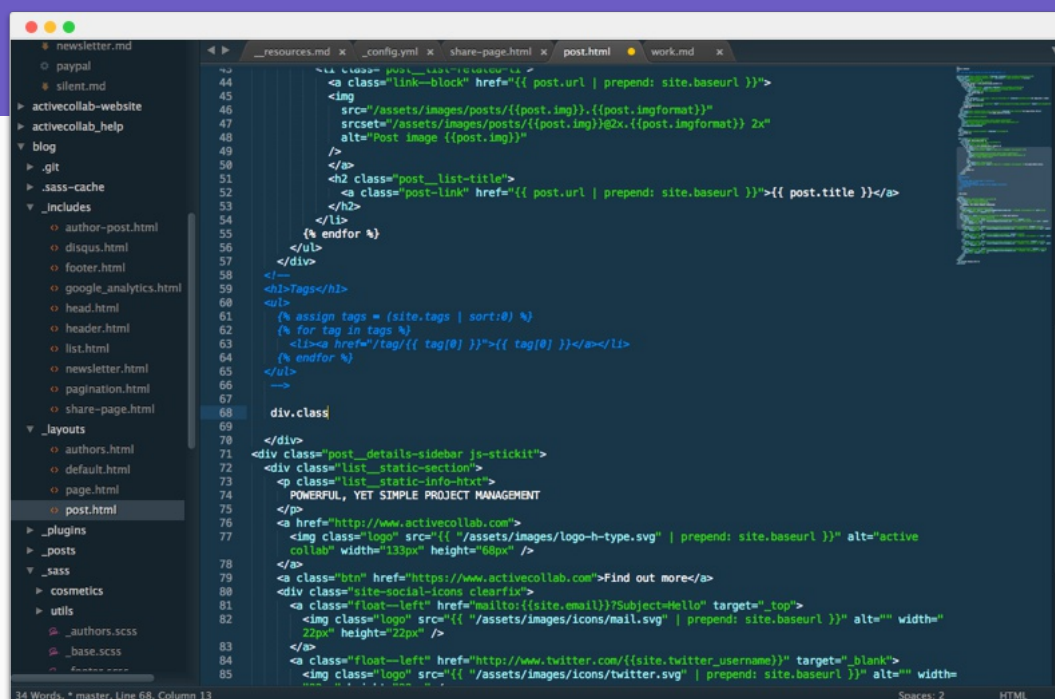 newsletter.md
paypal
silent.md
activecollab-website
activecollab_help
blog
.git
.sass-cache
_includes
author-post.html
disqus.html
footer.html
google_analytics.html
head.html
header.html
list.html
newsletter.html
pagination.html
share-page.html
_layouts
authors.html
default.html
page.html
post.html
_plugins
_posts
_sass
cosmetics
utils
_authors.scss
_base.scss
__resources.md x _config.yml x share-page.html x post.html work.md x
43 <li class="post__list-related-li">
44 <a class="link--block" href="{{ post.url | prepend: site.baseurl }}">
45 <img
46 src="/assets/images/posts/{{post.img}}.{{post.imgformat}}"
47 srcset="/assets/images/posts/{{post.img}}@2x.{{post.imgformat}} 2x"
48 alt="Post image {{post.img}}"
49 />
50 </a>
51 <h2 class="post__list-title">
52 <a class="post-link" href="{{ post.url | prepend: site.baseurl }}">{{ post.title }}</a>
53 </h2>
54 </li>
55 {% endfor %}
56 </ul>
57 </div>
58 <!--
59 <h1>Tags</h1>
60 <ul>
61 {% assign tags = (site.tags | sort:0) %}
62 {% for tag in tags %}
63 <li><a href="/tag/{{ tag[0] }}">{{ tag[0] }}</a></li>
64 {% endfor %}
65 </ul>
66 -->
67
68 div.class
69
70 </div>
71 <div class="post__details-sidebar js-stickit">
72 <div class="list__static-section">
73 <p class="list__static-info-htxt">
74 POWERFUL, YET SIMPLE PROJECT MANAGEMENT
75 </p>
76 <a href="http://www.activecollab.com">
77 <img class="logo" src="{{ "/assets/images/logo-h-type.svg" | prepend: site.baseurl }}" alt="active
collab" width="133px" height="68px" />
78 </a>
79 <a class="btn" href="https://www.activecollab.com">Find out more</a>
80 <div class="site-social-icons clearfix">
81 <a class="float--left" href="mailto:{{site.email}}?Subject=Hello" target="_top">
82 <img class="logo" src="{{ "/assets/images/icons/mail.svg" | prepend: site.baseurl }}" alt="" width="
22px" height="22px" />
83 </a>
84 <a class="float--left" href="http://www.twitter.com/{{site.twitter_username}}" target="_blank">
85 <img class="logo" src="{{ "/assets/images/icons/twitter.svg" | prepend: site.baseurl }}" alt="" width=
34 Words, * master, Line 68, Column 13 Spaces: 2 HTML